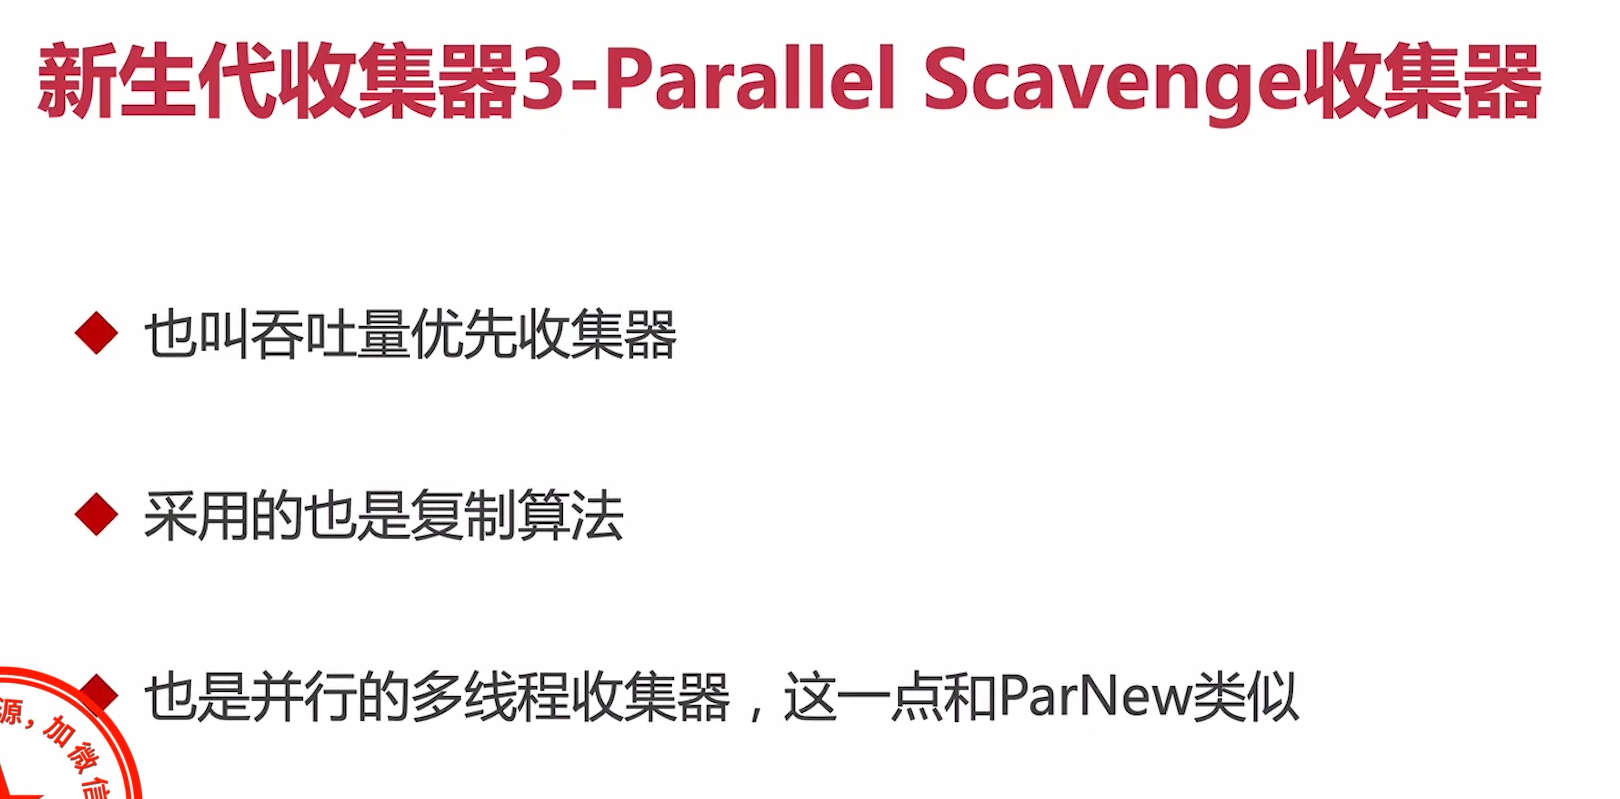 新生代收集器3-Parallel Scavenge收集器
也叫吞吐量优先收集器
采用的也是复制算法
也是并行的多线程收集器，这一点和ParNew类似
源，加微信